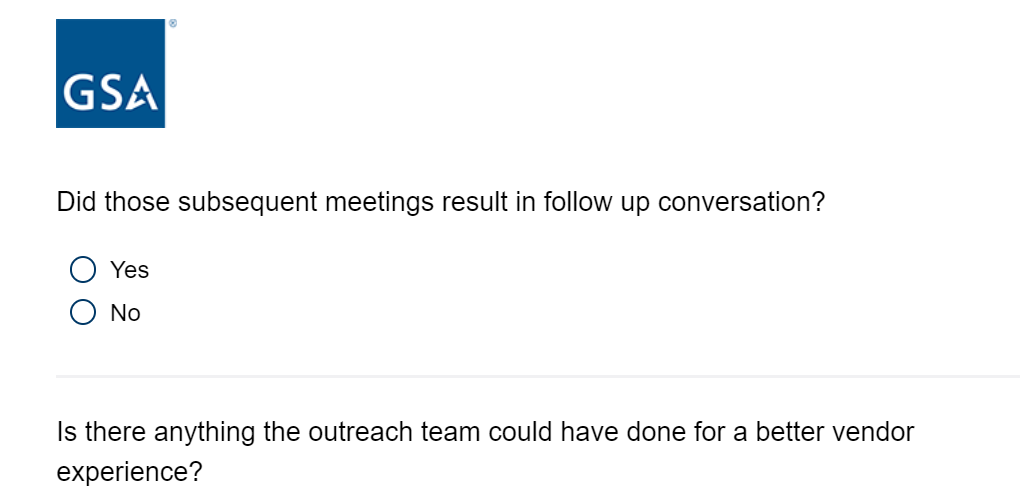 GSA®
Did those subsequent meetings result in follow up conversation?
Yes
No
Is there anything the outreach team could have done for a better vendor
experience?